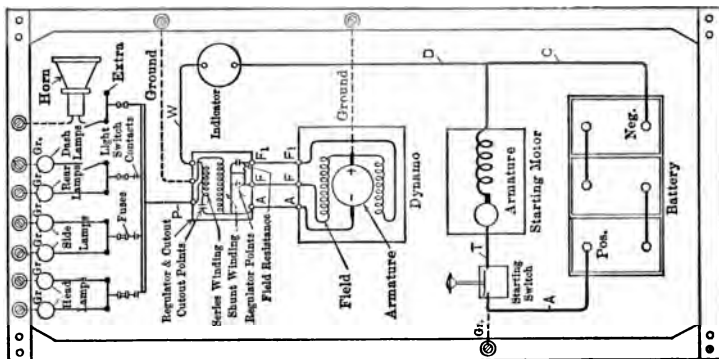 Horn
Extra
Ground
Gr.
Dash
Lamps
Light
Switch
Contacts
Gr
Gr
Rear
Lamps
Fuses
Gr
Gr
Side
Lamps
Gr
Gr
Head
Lamps
W
P
Indicator
Regulator & Cutout
Cutout Points
Series Winding
Shunt Winding
Regulator Points
Field Resistance
F1
F
A
F1
F
A
Ground
Dynamo
Field
Armature
D
C
Armature
Starting Motor
T
Starting
Switch
A
Gr.
Neg.
Pos.
Battery